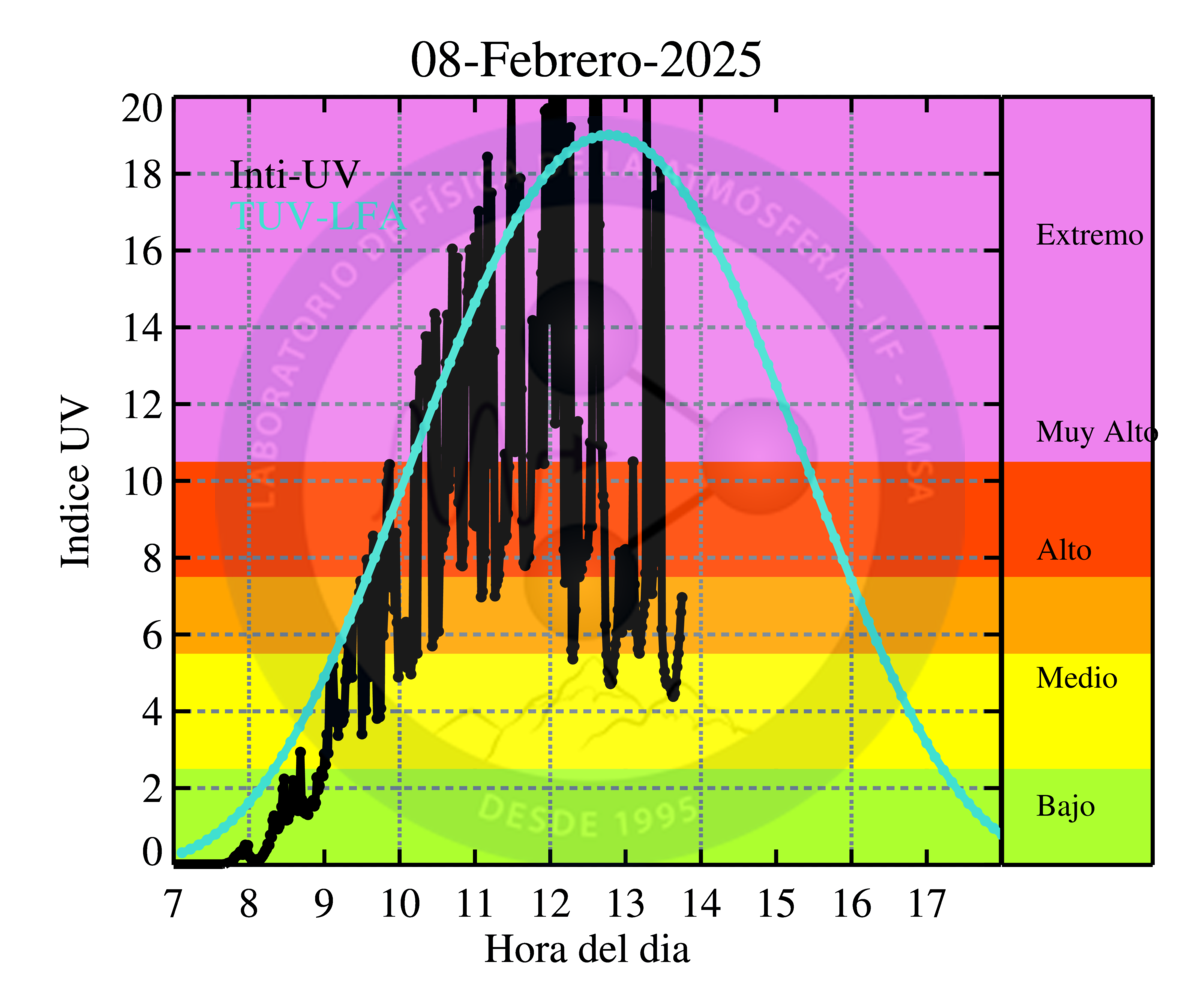 08-Febrero-2025
20
18
16
14
12
10
8
6
4
2
0
Indice UV
Inti-UV
TUV-LFA
LABORATORIO DE FÍSICA DE LA ATMÓSFERA - IIF - UMSA
DESDE 1995
Extremo
Muy Alto
Alto
Medio
Bajo
7 8 9 10 11 12 13 14 15 16 17
Hora del dia